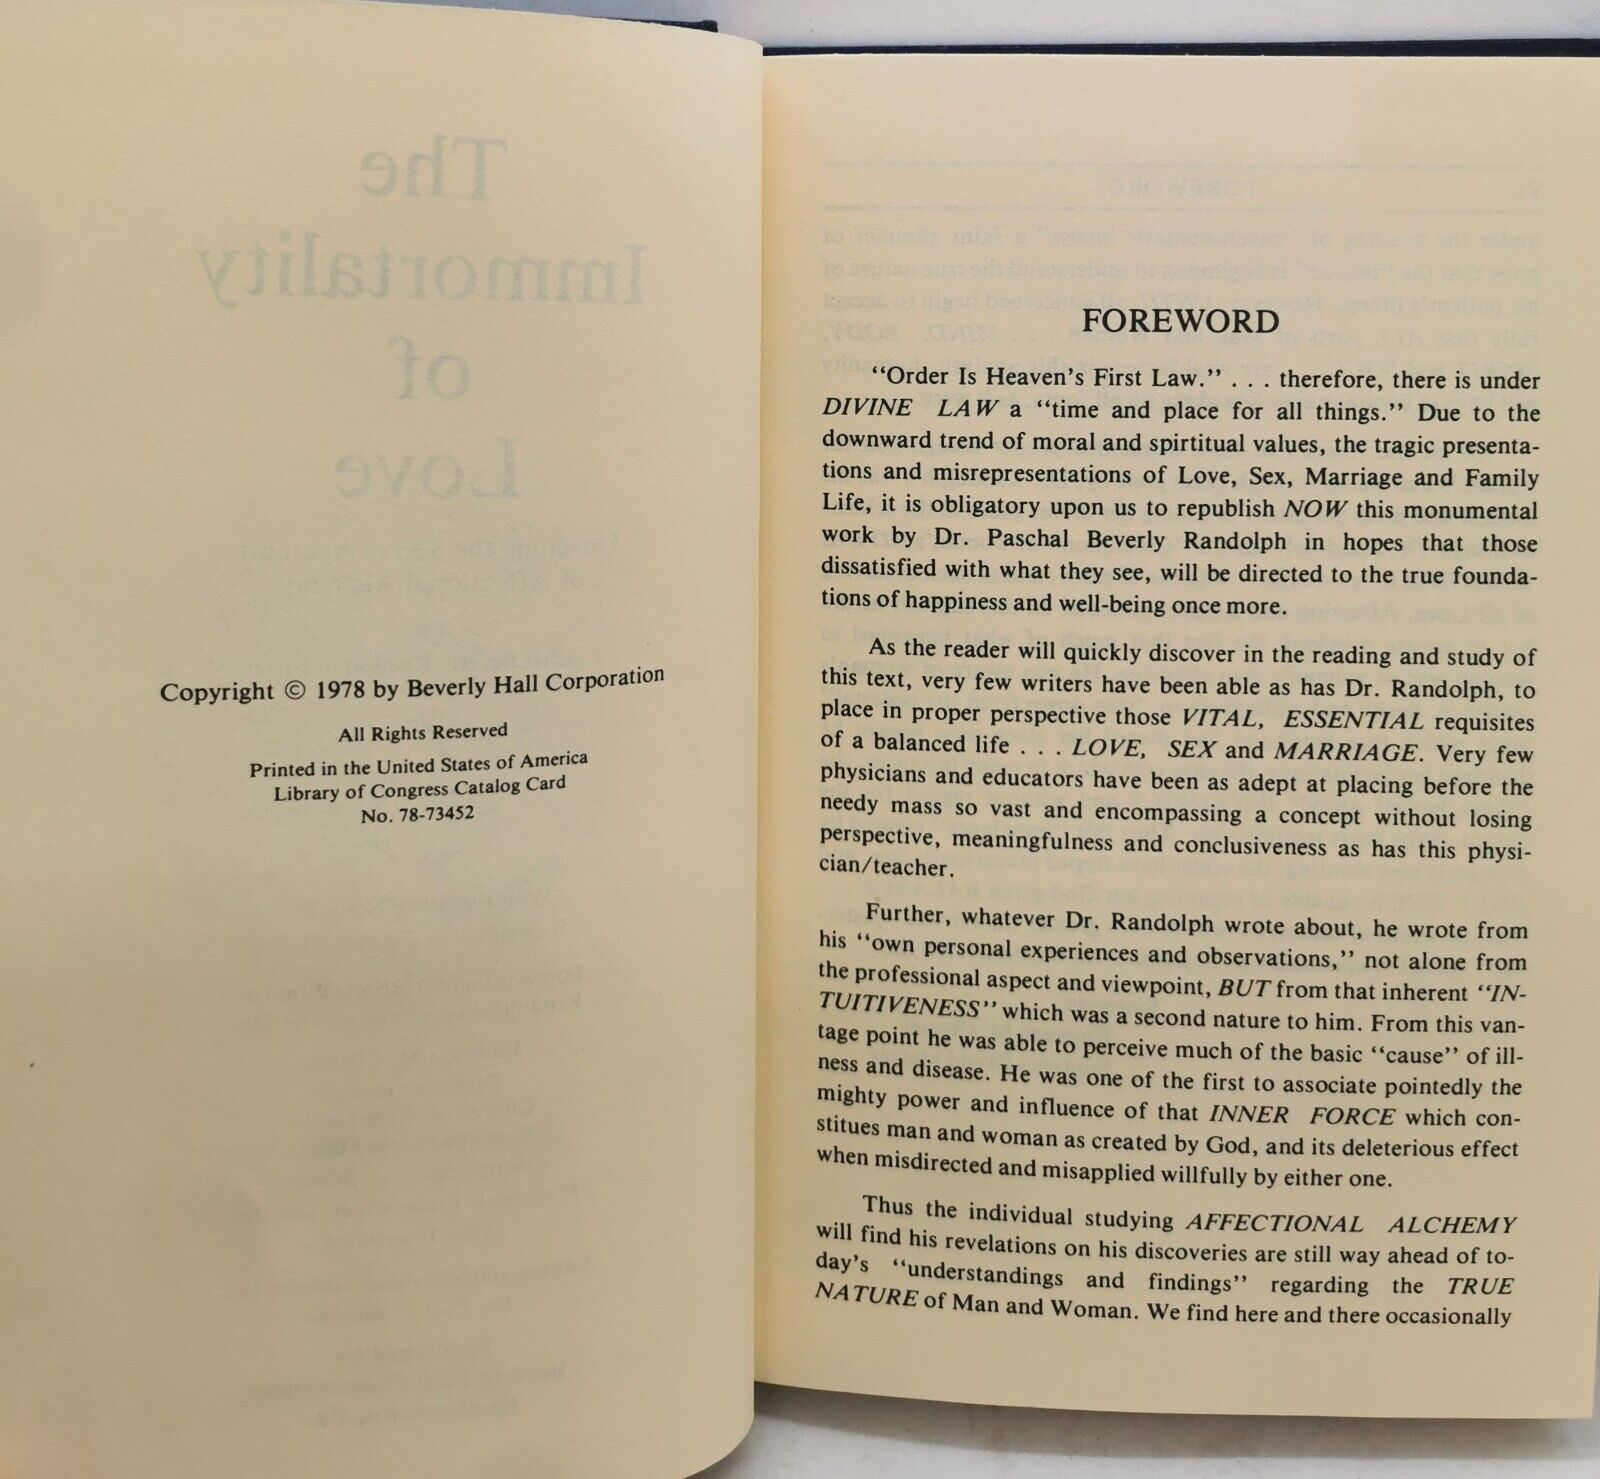 The
Immortality
of
Love
Copyright © 1978 by Beverly Hall Corporation
All Rights Reserved
Printed in the United States of America
Library of Congress Catalog Card
No. 78-73452
FOREWORD
"Order Is Heaven's First Law." . . . therefore, there is under
DIVINE LAW a "time and place for all things." Due to the
downward trend of moral and spirtitual values, the tragic presenta-
tions and misrepresentations of Love, Sex, Marriage and Family
Life, it is obligatory upon us to republish NOW this monumental
work by Dr. Paschal Beverly Randolph in hopes that those
dissatisfied with what they see, will be directed to the true founda-
tions of happiness and well-being once more.
As the reader will quickly discover in the reading and study of
this text, very few writers have been able as has Dr. Randolph, to
place in proper perspective those VITAL, ESSENTIAL requisites
of a balanced life . . . LOVE, SEX and MARRIAGE. Very few
physicians and educators have been as adept at placing before the
needy mass so vast and encompassing a concept without losing
perspective, meaningfulness and conclusiveness as has this physi-
cian/teacher.
Further, whatever Dr. Randolph wrote about, he wrote from
his "own personal experiences and observations," not alone from
the professional aspect and viewpoint, BUT from that inherent "IN-
TUITIVENESS" which was a second nature to him. From this van-
tage point he was able to perceive much of the basic "cause" of ill-
ness and disease. He was one of the first to associate pointedly the
mighty power and influence of that INNER FORCE which con-
stitues man and woman as created by God, and its deleterious effect
when misdirected and misapplied willfully by either one.
Thus the individual studying AFFECTIONAL ALCHEMY
will find his revelations on his discoveries are still way ahead of to-
day's "understandings and findings" regarding the TRUE
NATURE of Man and Woman. We find here and there occasionally